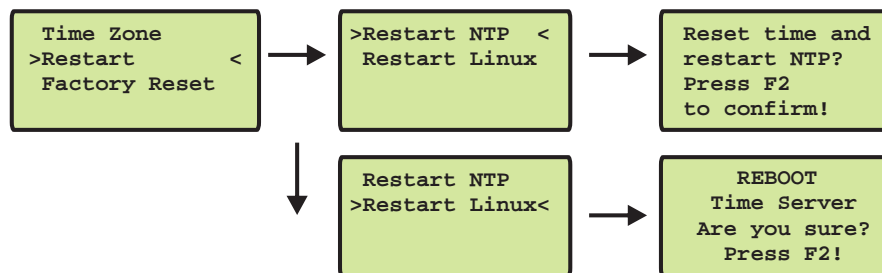 Time Zone
>Restart <
Factory Reset
>Restart NTP <
Restart Linux
Reset time and
restart NTP?
Press F2
to confirm!
Restart NTP
>Restart Linux<
REBOOT
Time Server
Are you sure?
Press F2!